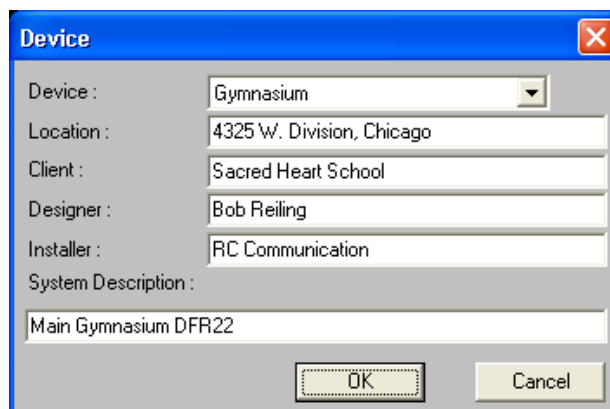 Device
Device : Gymnasium
Location : 4325 W. Division, Chicago
Client : Sacred Heart School
Designer : Bob Reiling
Installer : RC Communication
System Description :
Main Gymnasium DFR22
OK Cancel